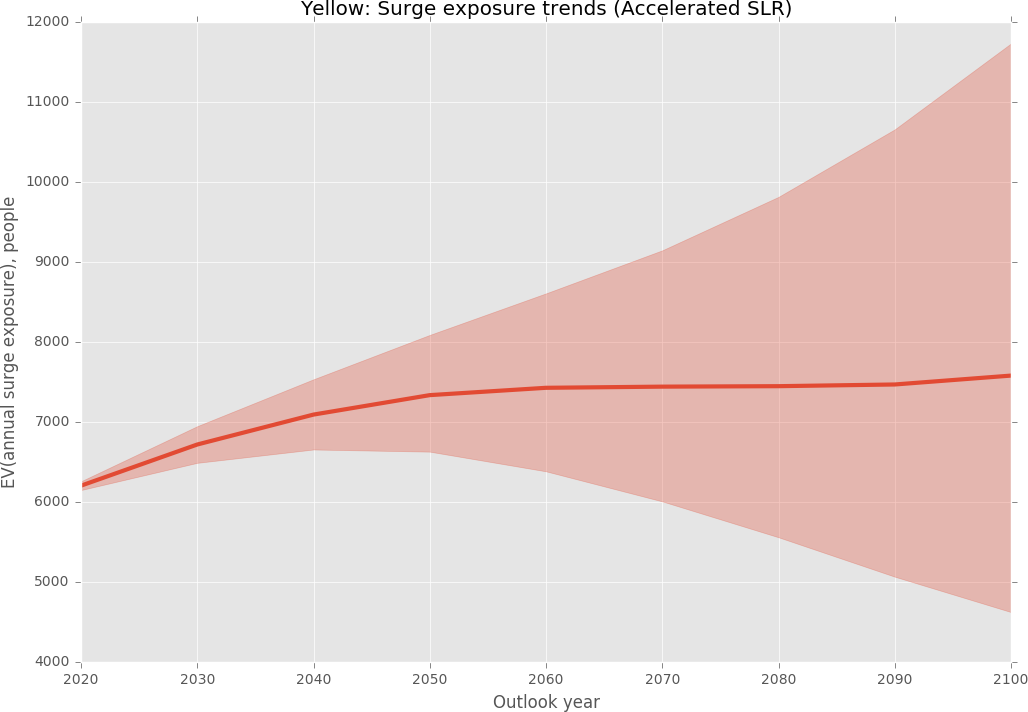 Yellow: Surge exposure trends (Accelerated SLR)
EV(annual surge exposure), people
12000
11000
10000
9000
8000
7000
6000
5000
4000
2020 2030 2040 2050 2060 2070 2080 2090 2100
Outlook year